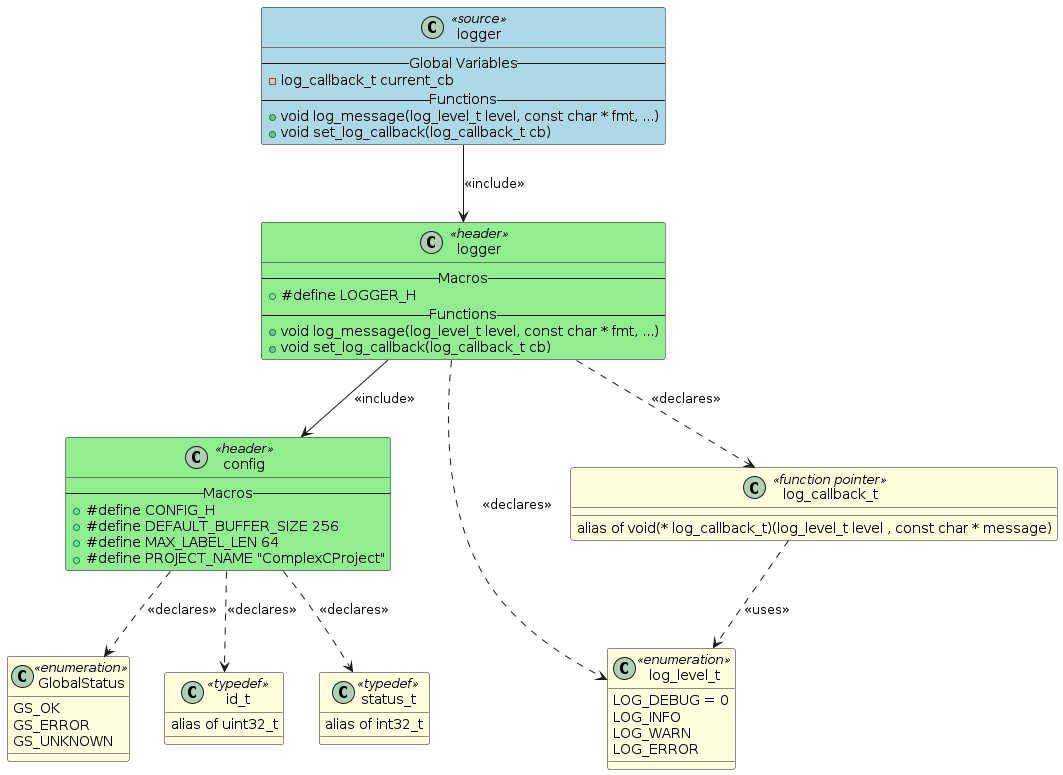 C «source»
logger
Global Variables
log_callback_t current_cb
Functions
void log_message(log_level_t level, const char * fmt, ...)
void set_log_callback(log_callback_t cb)
«include»
C «header»
logger
Macros
#define LOGGER_H
Functions
void log_message(log_level_t level, const char * fmt, ...)
void set_log_callback(log_callback_t cb)
«include»
«declares»
«declares»
C «header»
config
Macros
#define CONFIG_H
#define DEFAULT_BUFFER_SIZE 256
#define MAX_LABEL_LEN 64
#define PROJECT_NAME "ComplexCProject"
C «function pointer»
log_callback_t
alias of void(* log_callback_t)(log_level_t level , const char * message)
«declares»
«declares»
«declares»
«uses»
C «enumeration»
GlobalStatus
GS_OK
GS_ERROR
GS_UNKNOWN
C «typedef»
id_t
alias of uint32_t
C «typedef»
status_t
alias of int32_t
C «enumeration»
log_level_t
LOG_DEBUG = 0
LOG_INFO
LOG_WARN
LOG_ERROR